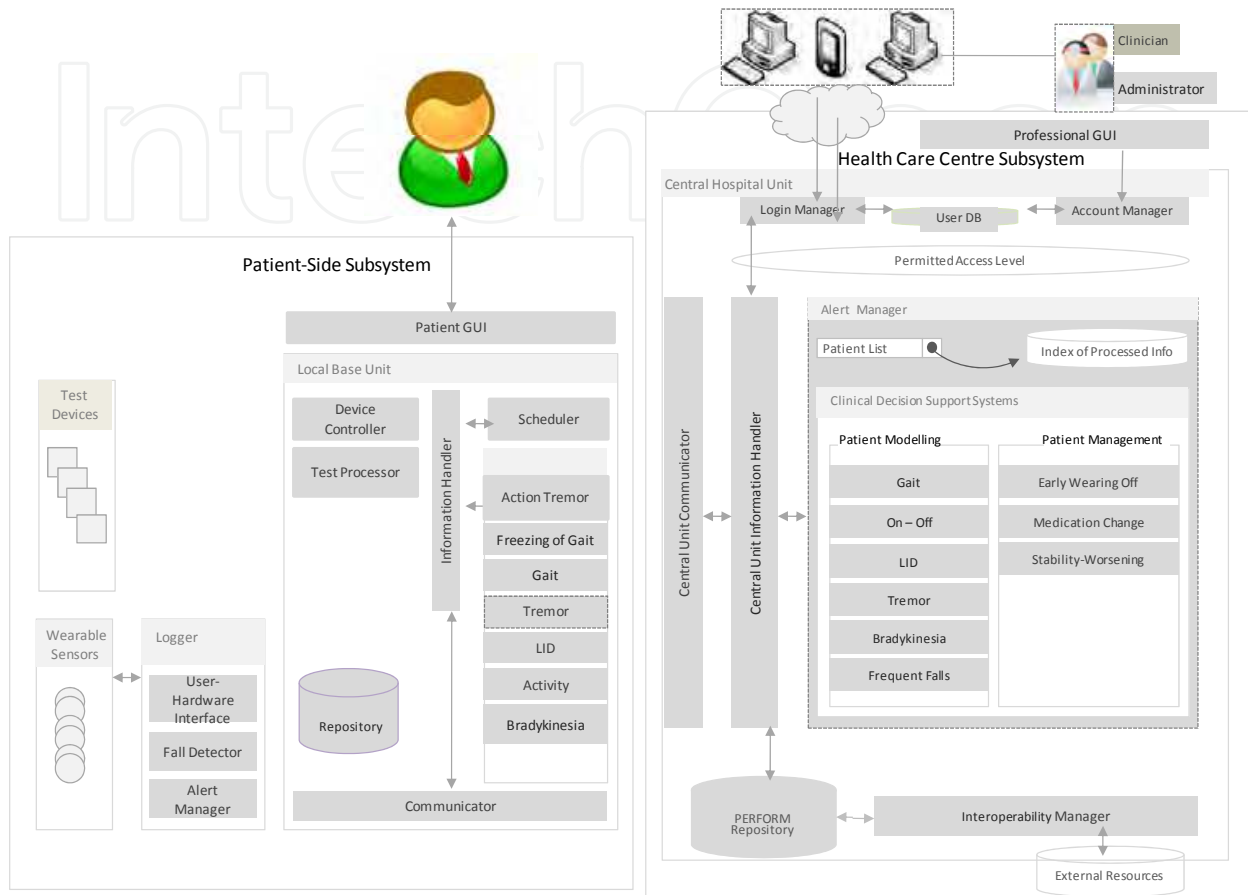 Clinician
Administrator
Professional GUI
Health Care Centre Subsystem
Central Hospital Unit
Login Manager
User DB
Account Manager
Permitted Access Level
Patient-Side Subsystem
Patient GUI
Local Base Unit
Test
Devices
Device
Controller
Test Processor
Information Handler
Scheduler
Action Tremor
Freezing of Gait
Gait
Tremor
LID
Activity
Bradykinesia
Repository
Communicator
Wearable
Sensors
Logger
User-
Hardware
Interface
Fall Detector
Alert
Manager
Central Unit Communicator
Central Unit Information Handler
Alert Manager
Patient List
Index of Processed Info
Clinical Decision Support Systems
Patient Modelling
Gait
On – Off
LID
Tremor
Bradykinesia
Frequent Falls
Patient Management
Early Wearing Off
Medication Change
Stability-Worsening
PERFORM
Repository
Interoperability Manager
External Resources